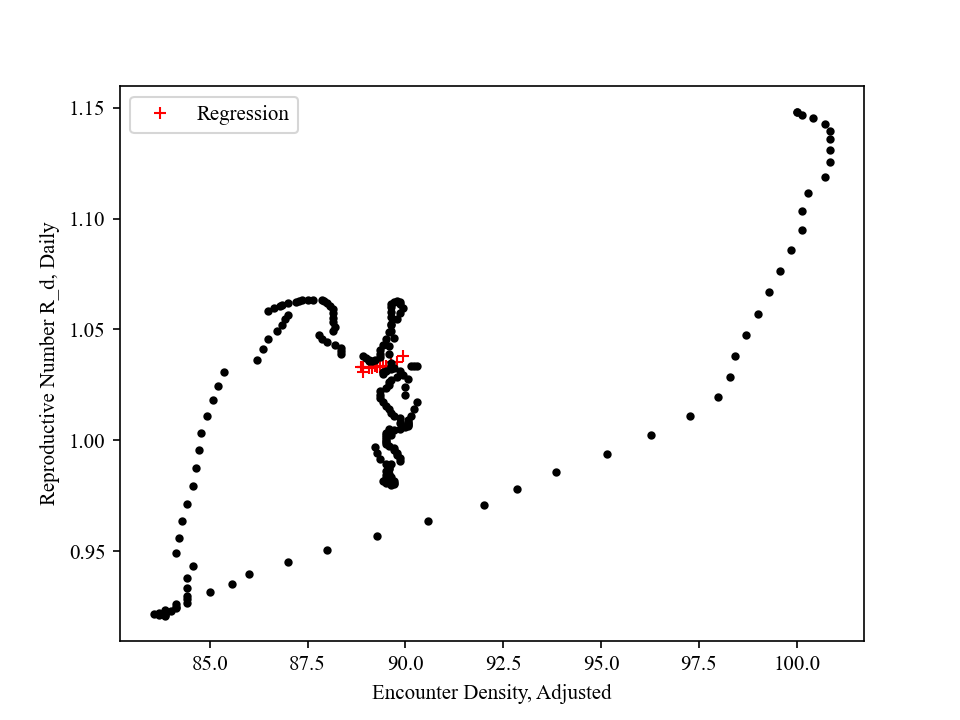 Regression
1.15
1.10
1.05
1.00
0.95
Reproductive Number R_d, Daily
85.0 87.5 90.0 92.5 95.0 97.5 100.0
Encounter Density, Adjusted